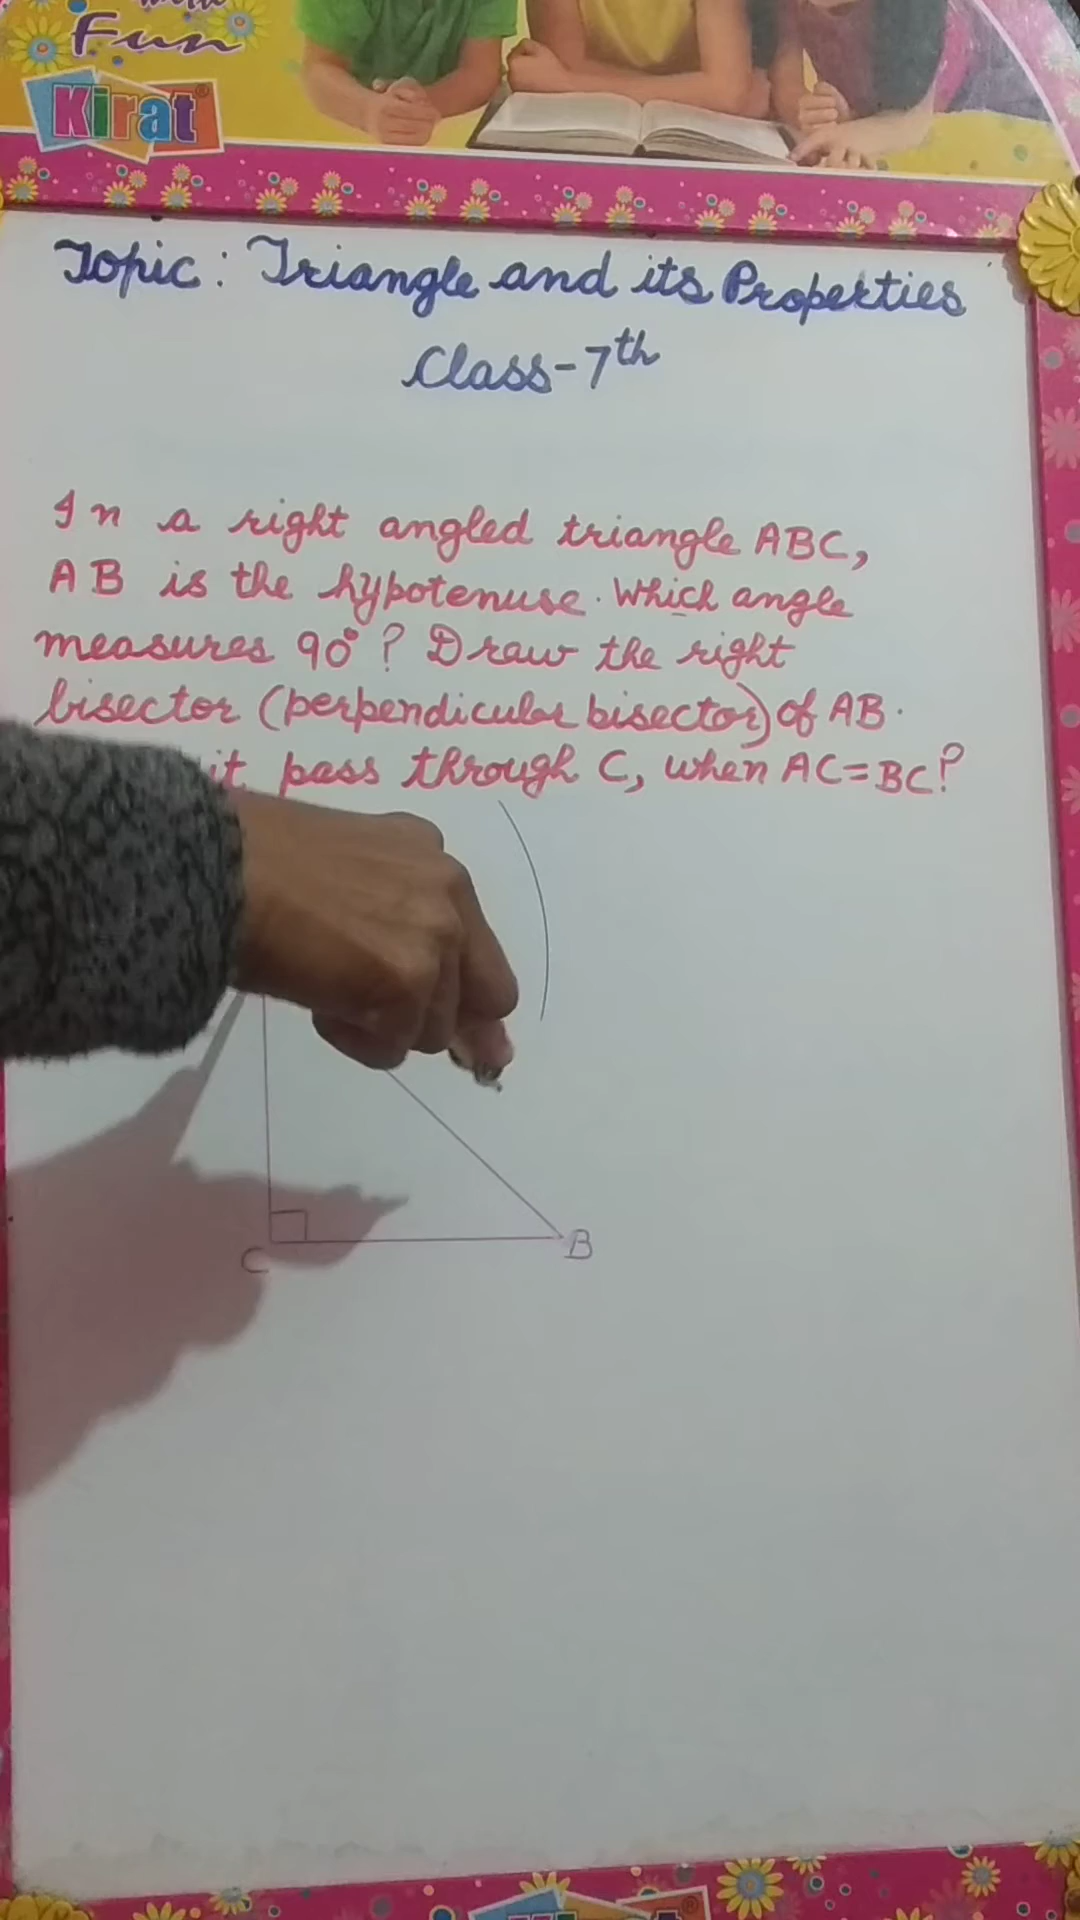 with
Fun
Kirat
Topic: Triangle and its Properties
Class-7th
In a right angled triangle ABC,
AB is the hypotenuse. Which angle
measures 90°? Draw the right
bisector (perpendicular bisector) of AB.
it pass through C, when AC=BC?
C
B